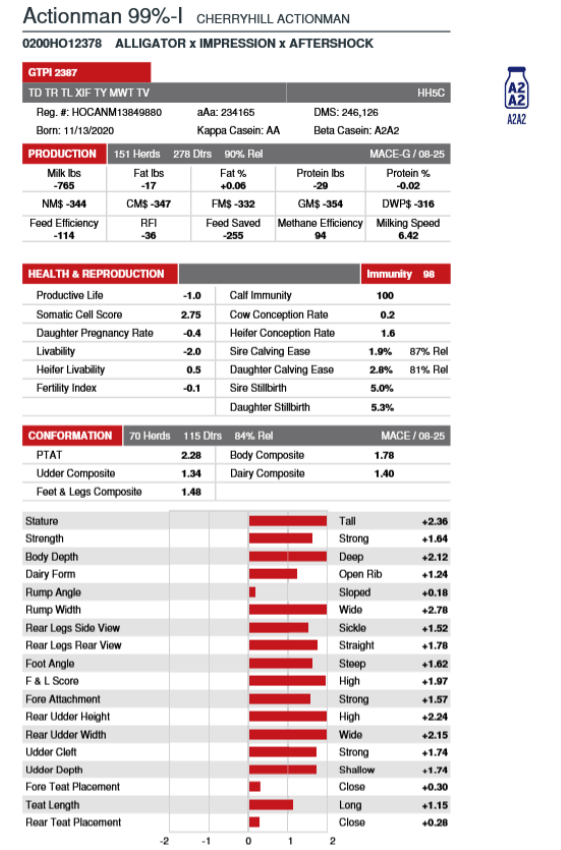 Actionman 99%-I CHERRYHILL ACTIONMAN
0200HO12378 ALLIGATOR x IMPRESSION x AFTERSHOCK
GTPI 2387
TD TR TL XIF TY MWT TV HH5C
Reg. #: HOCANM13849880 aAa: 234165 DMS: 246,126
Born: 11/13/2020 Kappa Casein: AA Beta Casein: A2A2
A2
A2
A2A2
PRODUCTION 151 Herds 278 Dtrs 90% Rel MACE-G / 08-25
Milk lbs Fat lbs Fat % Protein lbs Protein %
-765 -17 +0.06 -29 -0.02
NM$ -344 CM$ -347 FM$ -332 GM$ -354 DWP$ -316
Feed Efficiency RFI Feed Saved Methane Efficiency Milking Speed
-114 -36 -255 94 6.42
HEALTH & REPRODUCTION Immunity 98
Productive Life -1.0 Calf Immunity 100
Somatic Cell Score 2.75 Cow Conception Rate 0.2
Daughter Pregnancy Rate -0.4 Heifer Conception Rate 1.6
Livability -2.0 Sire Calving Ease 1.9% 87% Rel
Heifer Livability 0.5 Daughter Calving Ease 2.8% 81% Rel
Fertility Index -0.1 Sire Stillbirth 5.0%
Daughter Stillbirth 5.3%
CONFORMATION 70 Herds 115 Dtrs 84% Rel MACE / 08-25
PTAT 2.28 Body Composite 1.78
Udder Composite 1.34 Dairy Composite 1.40
Feet & Legs Composite 1.48
Stature Tall +2.36
Strength Strong +1.64
Body Depth Deep +2.12
Dairy Form Open Rib +1.24
Rump Angle Sloped +0.18
Rump Width Wide +2.78
Rear Legs Side View Sickle +1.52
Rear Legs Rear View Straight +1.78
Foot Angle Steep +1.62
F & L Score High +1.97
Fore Attachment Strong +1.57
Rear Udder Height High +2.24
Rear Udder Width Wide +2.15
Udder Cleft Strong +1.74
Udder Depth Shallow +1.74
Fore Teat Placement Close +0.30
Teat Length Long +1.15
Rear Teat Placement Close +0.28
-2 -1 0 1 2